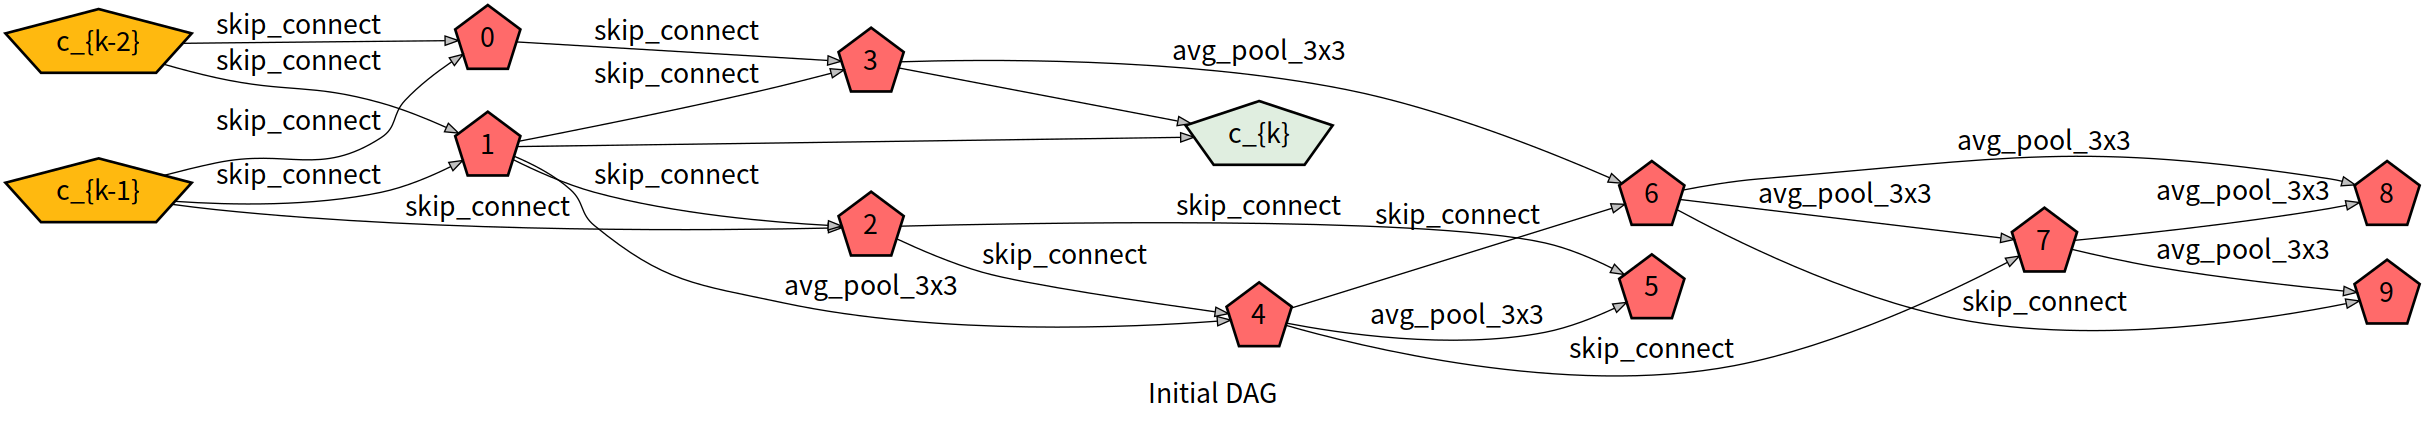 c_{k-2}
skip_connect
skip_connect
0
skip_connect
skip_connect
3
avg_pool_3x3
skip_connect
c_{k-1}
skip_connect
1
skip_connect
skip_connect
2
c_{k}
skip_connect
skip_connect
skip_connect
avg_pool_3x3
4
avg_pool_3x3
5
skip_connect
6
avg_pool_3x3
avg_pool_3x3
7
avg_pool_3x3
8
avg_pool_3x3
skip_connect
9
Initial DAG